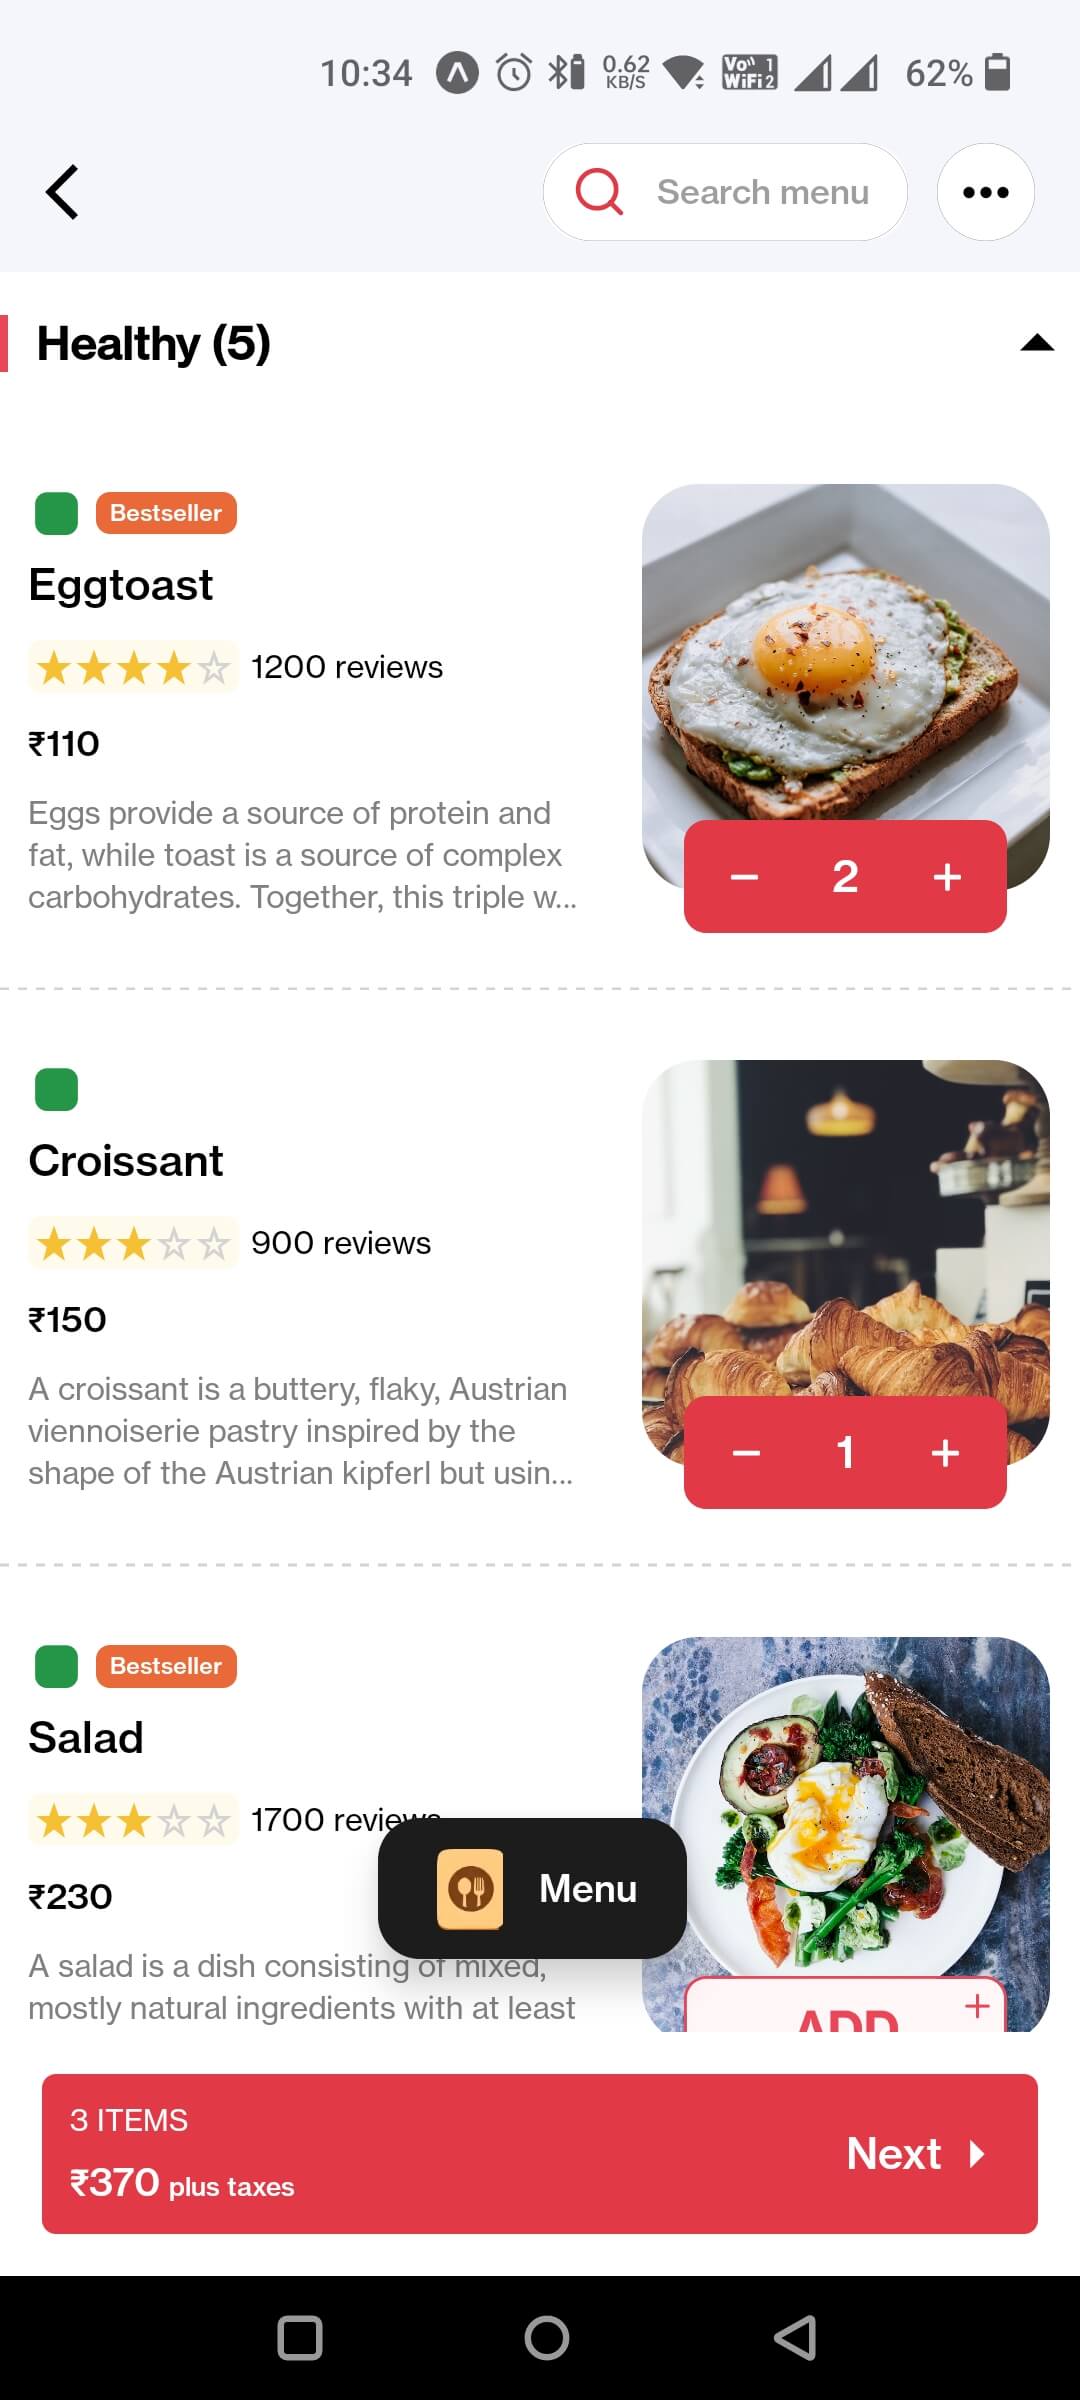 10:34 0.62 KB/S Vo 1 WiFi 2 62%
Search menu
Healthy (5)
Bestseller
Eggtoast
1200 reviews
₹110
Eggs provide a source of protein and
fat, while toast is a source of complex
carbohydrates. Together, this triple w...
2
Croissant
900 reviews
₹150
A croissant is a buttery, flaky, Austrian
viennoiserie pastry inspired by the
shape of the Austrian kipferl but usin...
1
Bestseller
Salad
1700 reviews
₹230
Menu
A salad is a dish consisting of mixed,
mostly natural ingredients with at least
ADD
3 ITEMS
₹370 plus taxes
Next